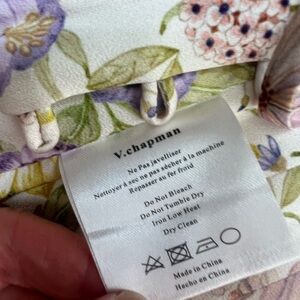 V.chapman
Ne Pas javelliser
Nettoyer à sec ne pas sécher à la machine
Repasser au fer froid
Do Not Bleach
Do Not Tumble Dry
Iron Low Heat
Dry Clean
Made in China
Hecho en China